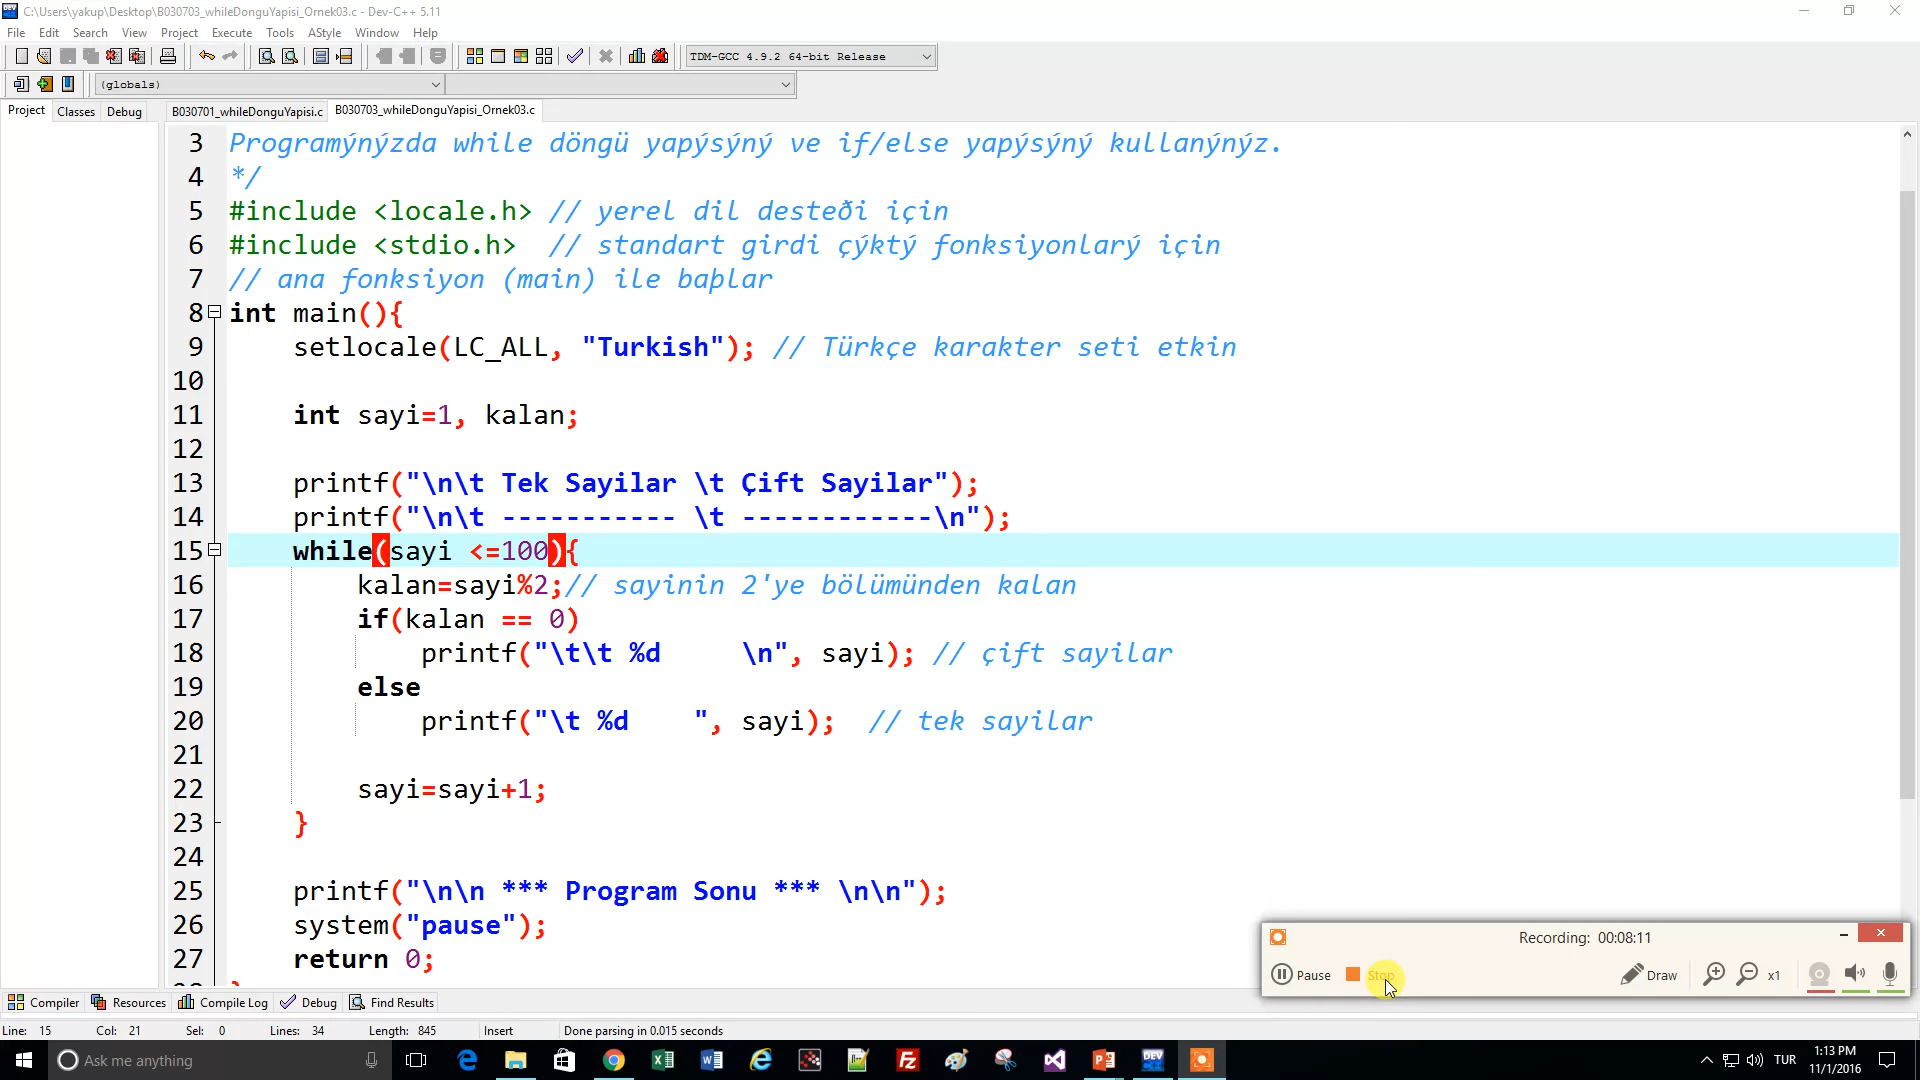 C:\Users\yakup\Desktop\B030703_whileDonguYapisi_Ornek03.c - Dev-C++ 5.11
File Edit Search View Project Execute Tools AStyle Window Help
TDM-GCC 4.9.2 64-bit Release
(globals)
Project Classes Debug B030701_whileDonguYapisi.c B030703_whileDonguYapisi_Ornek03.c
3 Programýnýzda while döngü yapýsýný ve if/else yapýsýný kullanýnýz.
4 */
5 #include <locale.h> // yerel dil desteði için
6 #include <stdio.h>  // standart girdi çýktý fonksiyonlarý için
7 // ana fonksiyon (main) ile baþlar
8 int main(){
9 setlocale(LC_ALL, "Turkish"); // Türkçe karakter seti etkin
10
11 int sayi=1, kalan;
12
13 printf("\n\t Tek Sayilar \t Çift Sayilar");
14 printf("\n\t ----------- \t ------------\n");
15 while(sayi <=100){
16 kalan=sayi%2;// sayinin 2'ye bölümünden kalan
17 if(kalan == 0)
18 printf("\t\t %d     \n", sayi); // çift sayilar
19 else
20 printf("\t %d    ", sayi);  // tek sayilar
21
22 sayi=sayi+1;
23 }
24
25 printf("\n\n *** Program Sonu *** \n\n");
26 system("pause");
27 return 0;
Recording: 00:08:11
Pause Stop Draw x1
Compiler Resources Compile Log Debug Find Results
Line: 15 Col: 21 Sel: 0 Lines: 34 Length: 845 Insert Done parsing in 0.015 seconds
Ask me anything
TUR
1:13 PM
11/1/2016